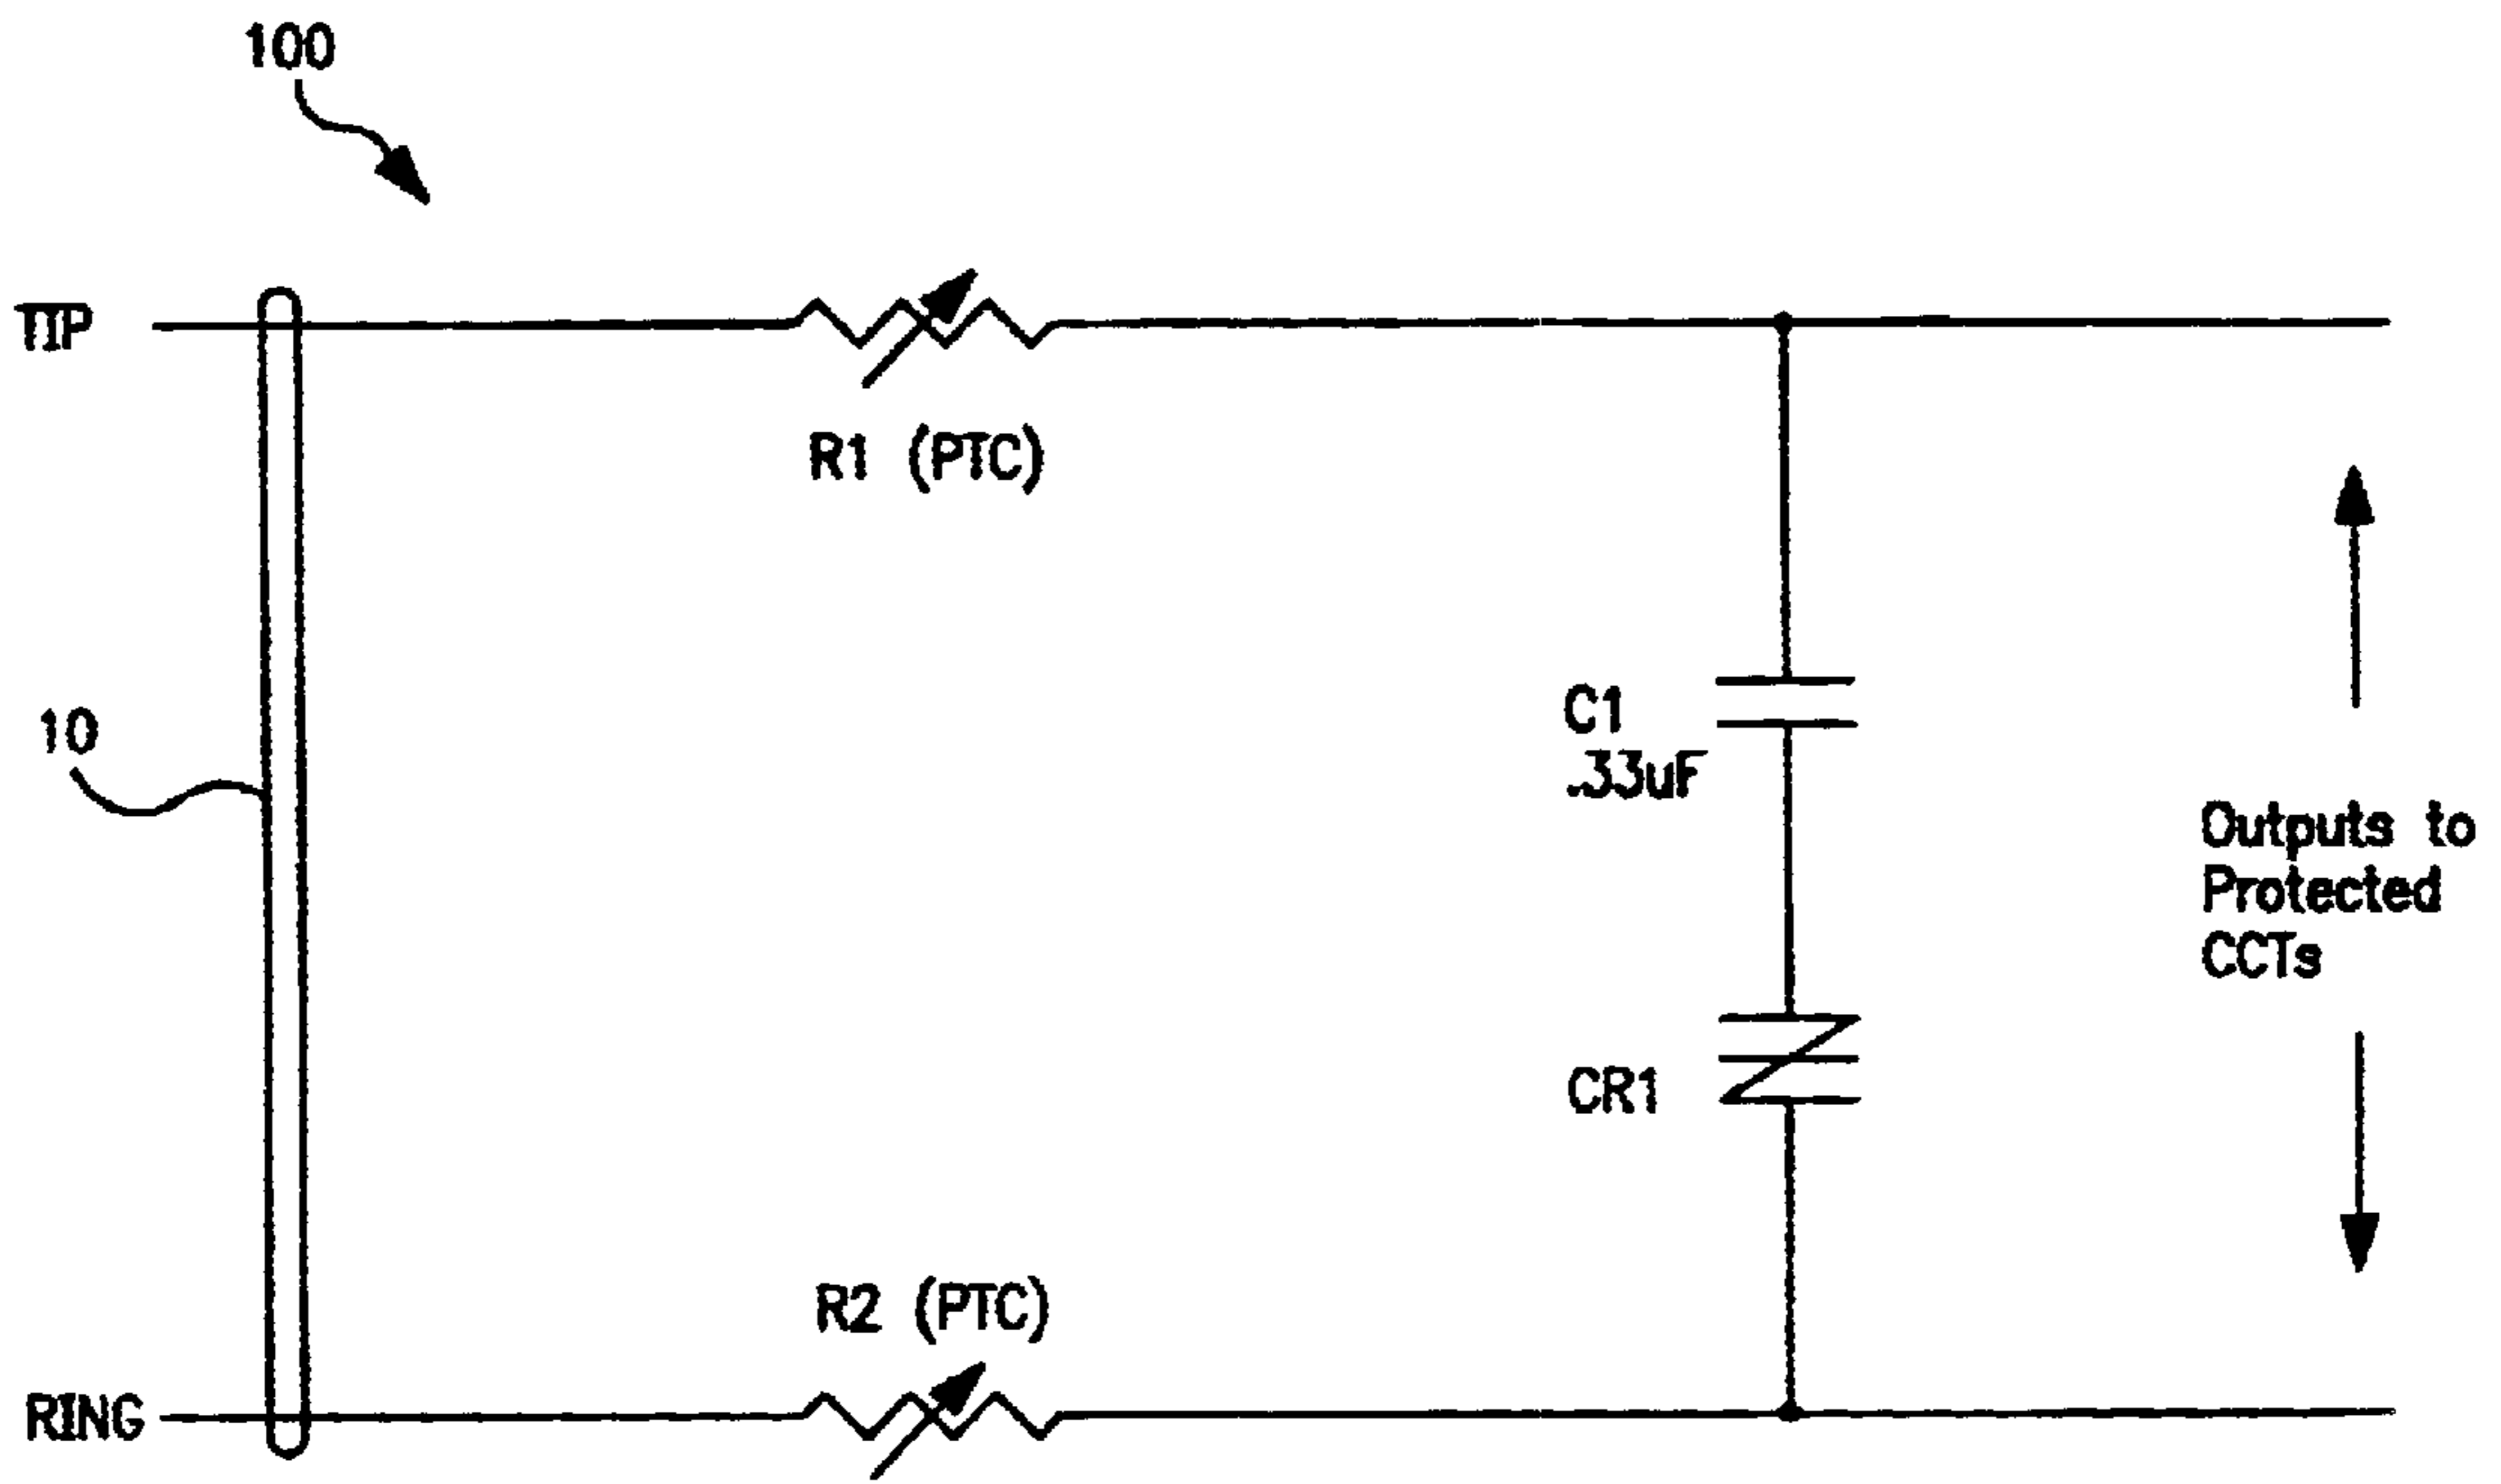 100
TIP
R1 (PTC)
10
C1
.33uF
Outputs to
Protected
CCTs
CR1
R2 (PTC)
RING